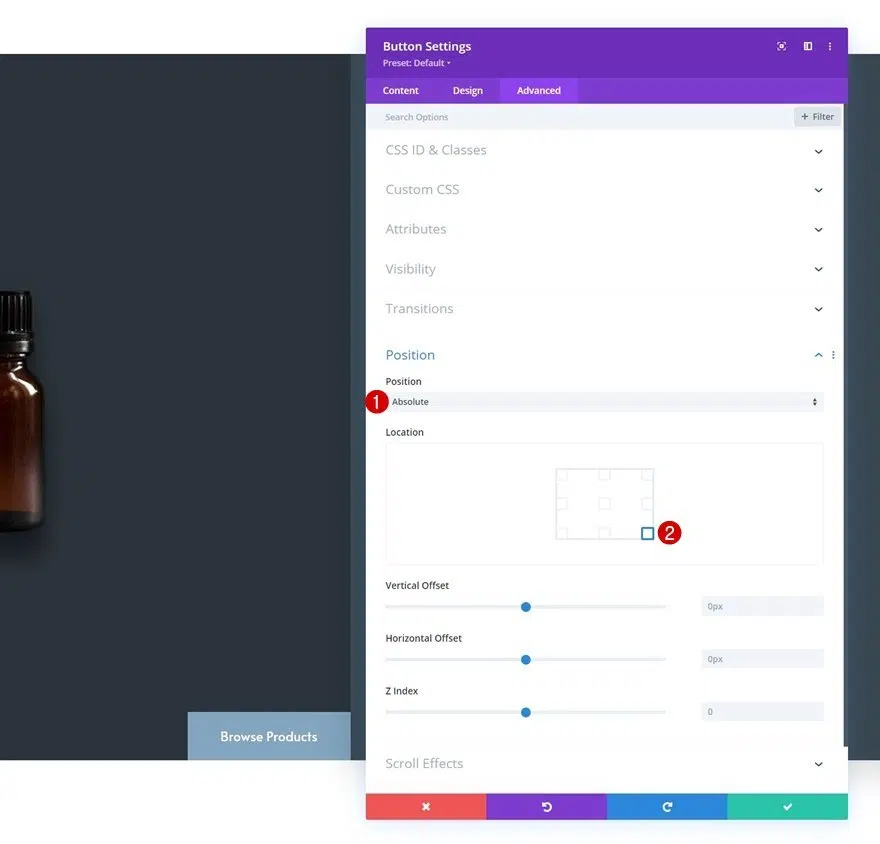 Button Settings
Preset: Default
Content Design Advanced
Search Options + Filter
CSS ID & Classes
Custom CSS
Attributes
Visibility
Transitions
Position
Position
1 Absolute
Location
2
Vertical Offset
0px
Horizontal Offset
0px
Z Index
0
Browse Products
Scroll Effects